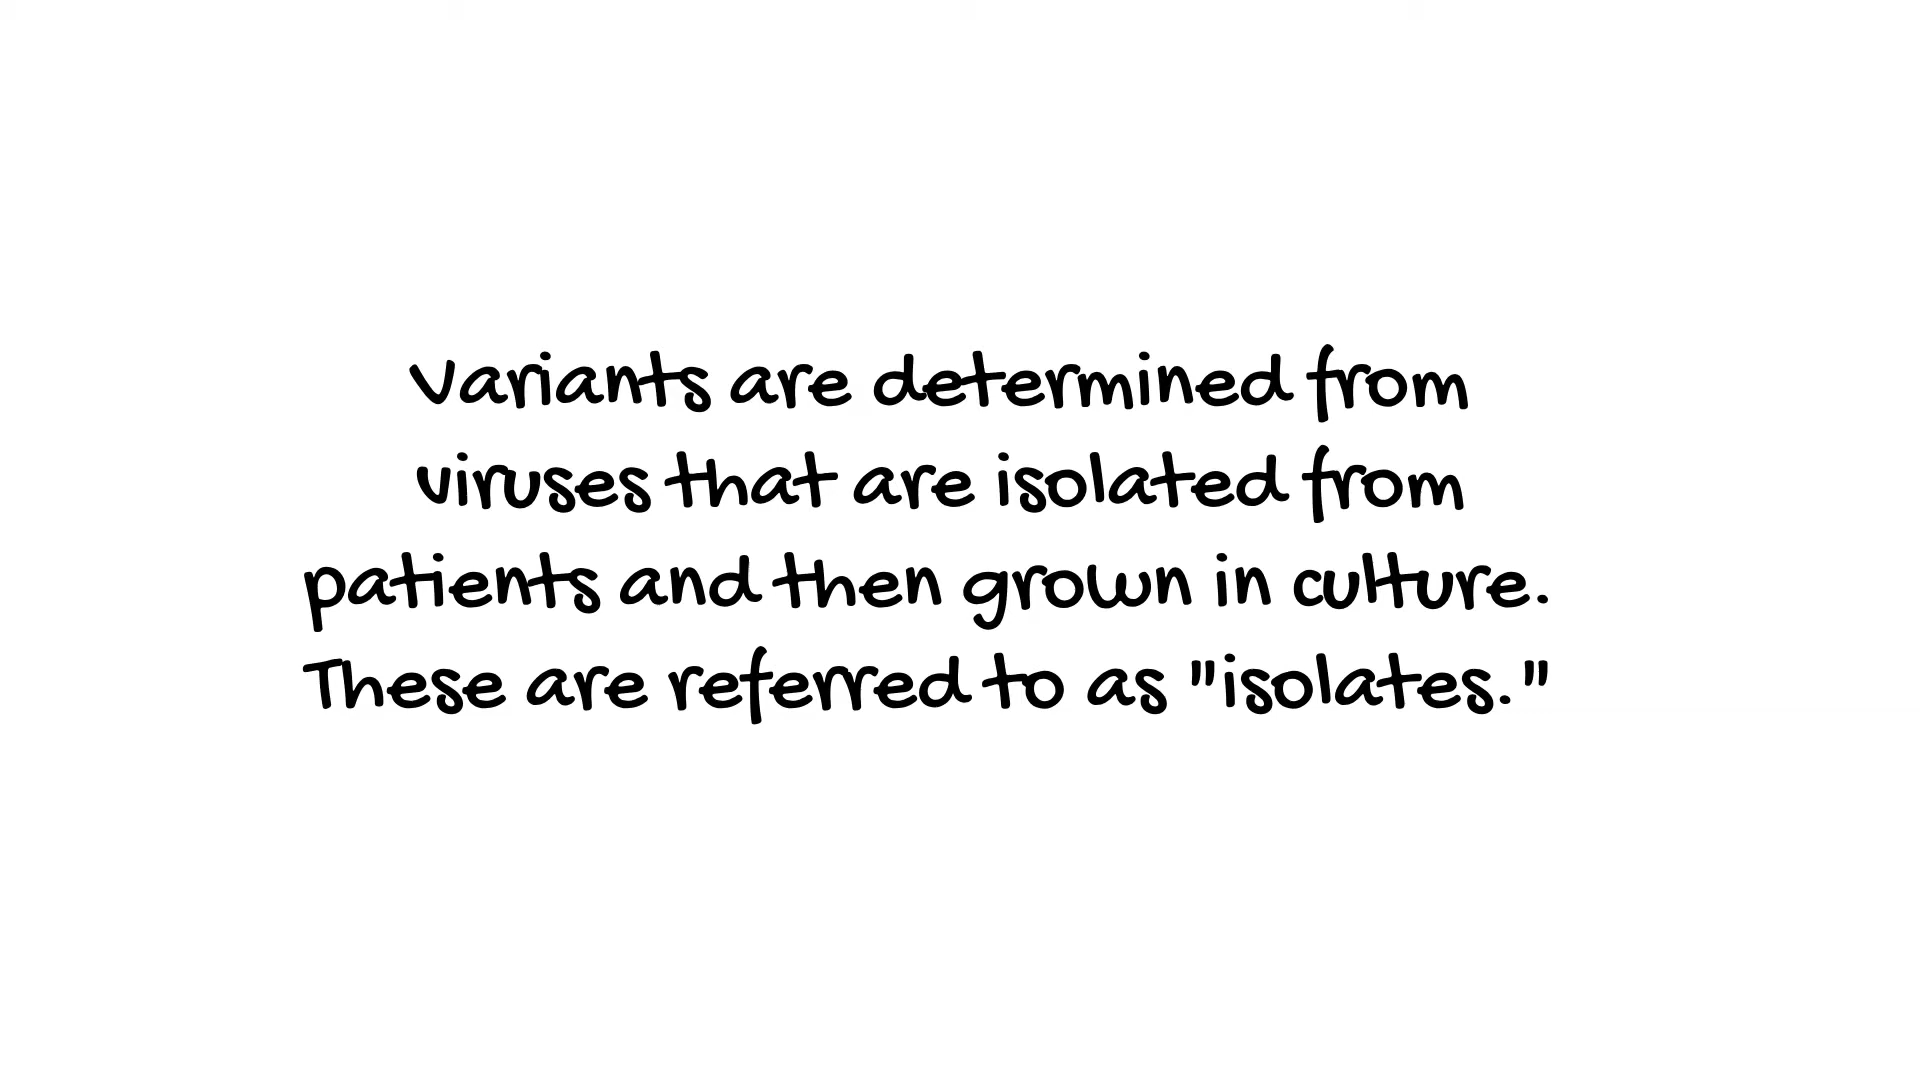 Variants are determined from
viruses that are isolated from
patients and then grown in culture.
These are referred to as "isolates."